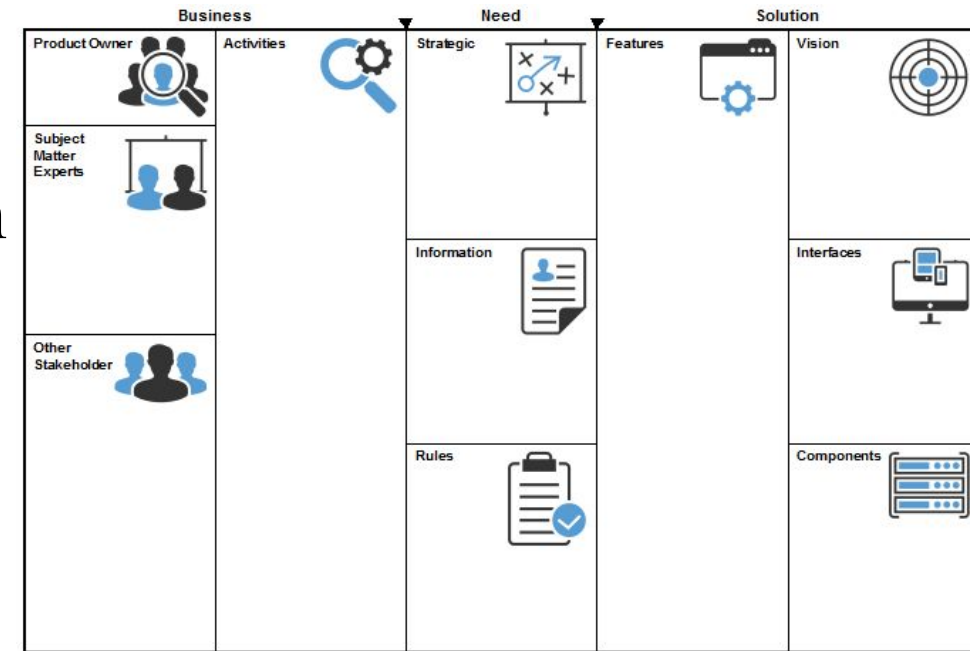 Business
Need
Solution
Product Owner
Activities
Strategic
Features
Vision
Subject
Matter
Experts
Information
Interfaces
Other
Stakeholder
Rules
Components